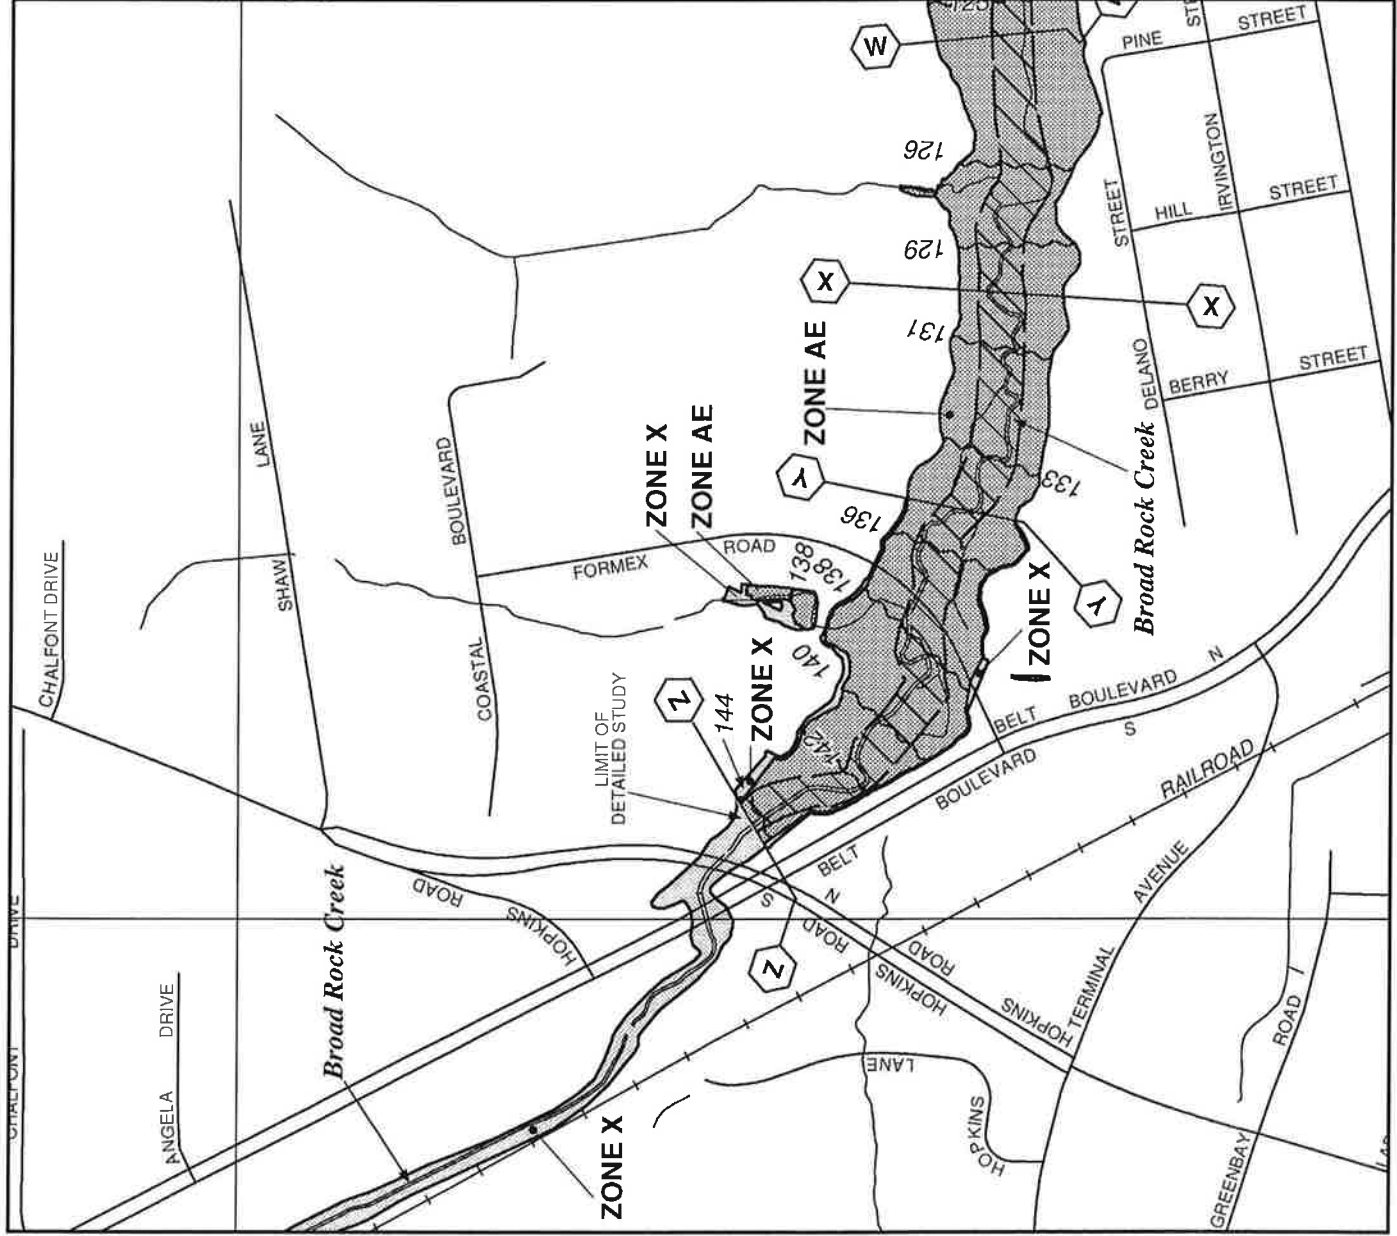 125
W
PINE
STREET
126
IRVINGTON
STREET
HILL
STREET
129
X
X
131
ZONE AE
DELANO
BERRY
STREET
ZONE X
ZONE AE
Y
133
136
Broad Rock Creek
LANE
BOULEVARD
CHALFONT DRIVE
SHAW
FORMEX
ROAD
138
138
ZONE X
Y
COASTAL
140
ZONE X
Z
144
LIMIT OF
DETAILED STUDY
142
BELT
BOULEVARD
N
S
BOULEVARD
RAILROAD
BELT
ROAD
HOPKINS
Broad Rock Creek
S
N
ROAD
ROAD
Z
HOPKINS
HOPKINS
AVENUE
TERMINAL
CHALFONT
DRIVE
ANGELA
DRIVE
LANE
HOPKINS
ROAD
GREENBAY
ZONE X